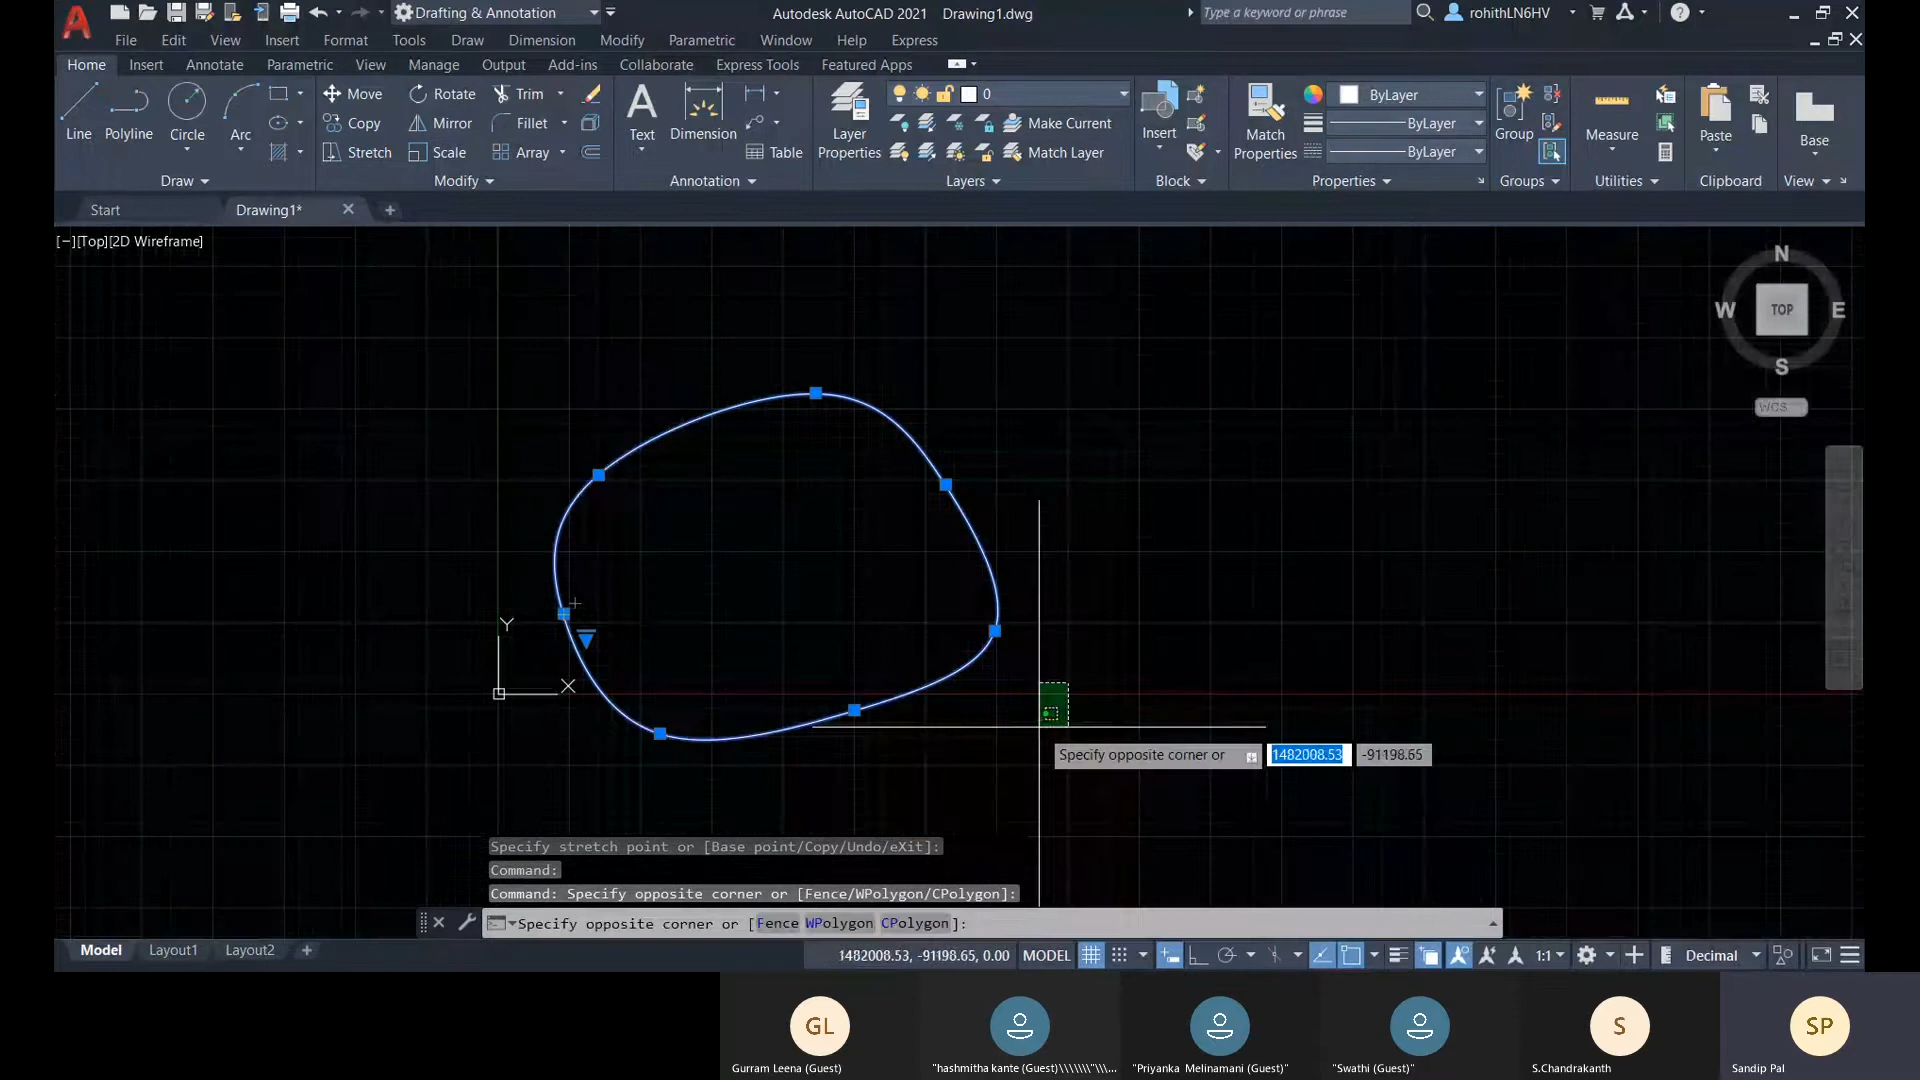 Drafting & Annotation
Autodesk AutoCAD 2021 Drawing1.dwg
Type a keyword or phrase
rohithLN6HV
File Edit View Insert Format Tools Draw Dimension Modify Parametric Window Help Express
Home Insert Annotate Parametric View Manage Output Add-ins Collaborate Express Tools Featured Apps
Line
Polyline
Circle
Arc
Draw
Move
Rotate
Trim
Copy
Mirror
Fillet
Stretch
Scale
Array
Modify
Text
Dimension
Table
Annotation
Layer
Properties
0
Make Current
Match Layer
Layers
Insert
Block
Match
Properties
ByLayer
ByLayer
ByLayer
Properties
Group
Groups
Measure
Utilities
Paste
Clipboard
Base
View
Start
Drawing1*
[−][Top][2D Wireframe]
N
W
TOP
E
S
WCS
Y
X
Specify opposite corner or
1482008.53
-91198.65
Specify stretch point or [Base point/Copy/Undo/eXit]:
Command:
Command: Specify opposite corner or [Fence/WPolygon/CPolygon]:
Specify opposite corner or [Fence WPolygon CPolygon]:
Model Layout1 Layout2
1482008.53, -91198.65, 0.00 MODEL
1:1
Decimal
GL
S
SP
Gurram Leena (Guest)
"hashmitha kante (Guest)\\\\\\\"\\...
"Priyanka Melinamani (Guest)"
"Swathi (Guest)"
S.Chandrakanth
Sandip Pal